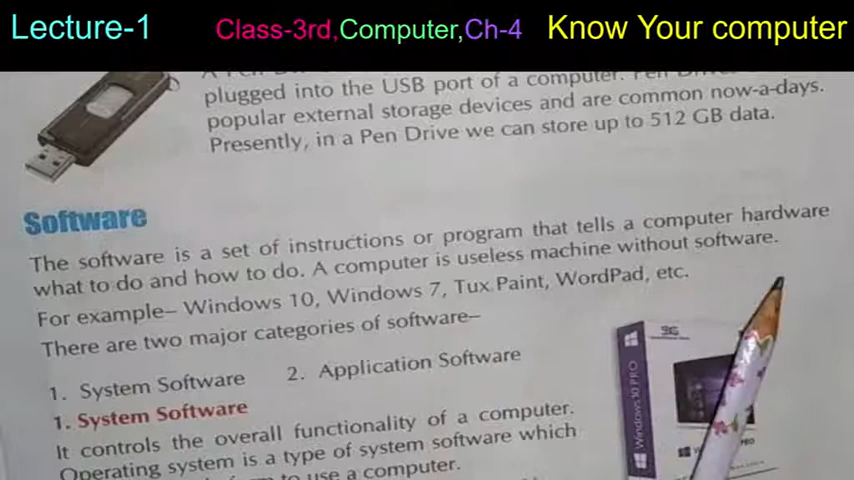 Lecture-1 Class-3rd,Computer,Ch-4 Know Your computer
plugged into the USB port of a computer.
popular external storage devices and are common now-a-days.
Presently, in a Pen Drive we can store up to 512 GB data.
Software
The software is a set of instructions or program that tells a computer hardware
what to do and how to do. A computer is useless machine without software.
For example– Windows 10, Windows 7, Tux Paint, WordPad, etc.
There are two major categories of software–
1. System Software 2. Application Software
1. System Software
It controls the overall functionality of a computer.
Operating system is a type of system software which
to use a computer.
Windows 10 PRO